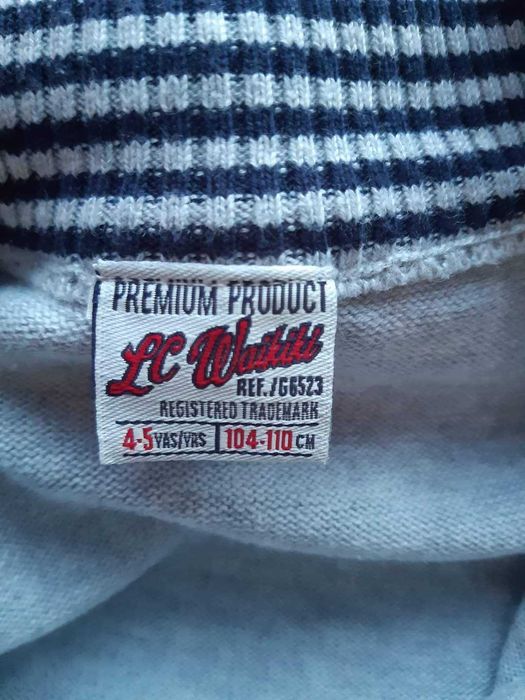 PREMIUM PRODUCT
LC Waikiki
REF./G6523
REGISTERED TRADEMARK
4-5 YAŞ/YRS 104-110 CM